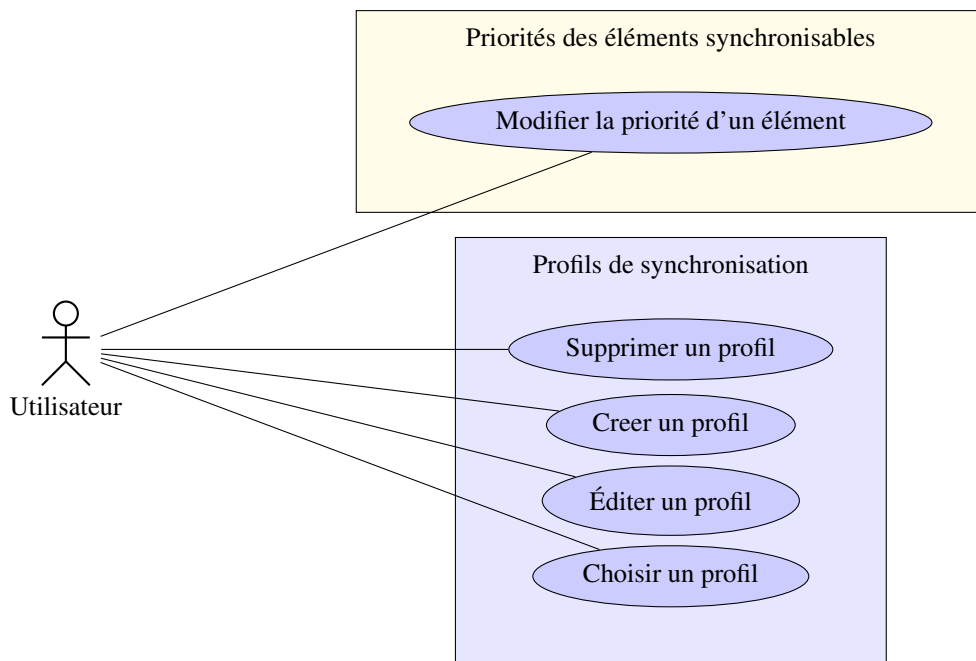 Priorités des éléments synchronisables
Modifier la priorité d’un élément
Profils de synchronisation
Supprimer un profil
Utilisateur
Creer un profil
Éditer un profil
Choisir un profil